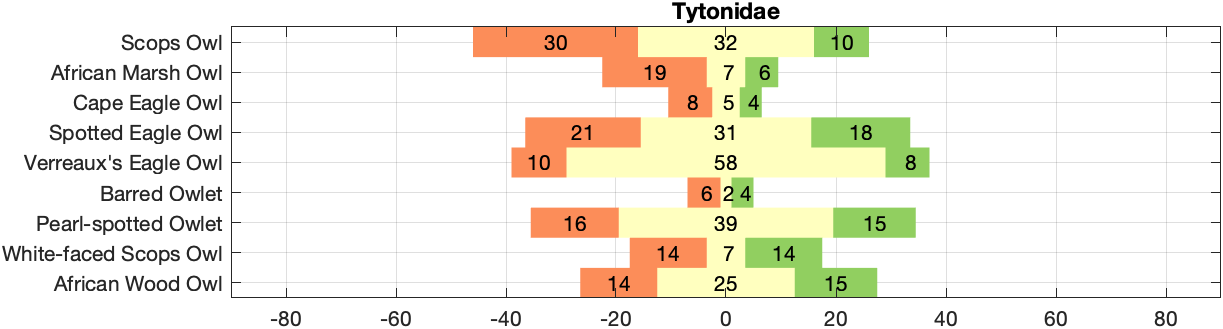 Tytonidae
Scops Owl 30 32 10
African Marsh Owl 19 7 6
Cape Eagle Owl 8 5 4
Spotted Eagle Owl 21 31 18
Verreaux's Eagle Owl 10 58 8
Barred Owlet 6 2 4
Pearl-spotted Owlet 16 39 15
White-faced Scops Owl 14 7 14
African Wood Owl 14 25 15
-80 -60 -40 -20 0 20 40 60 80